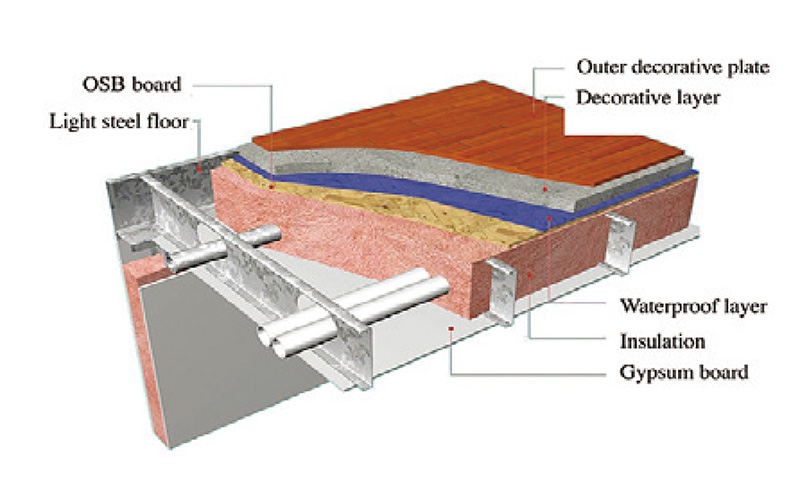 Outer decorative plate
OSB board
Decorative layer
Light steel floor
Waterproof layer
Insulation
Gypsum board